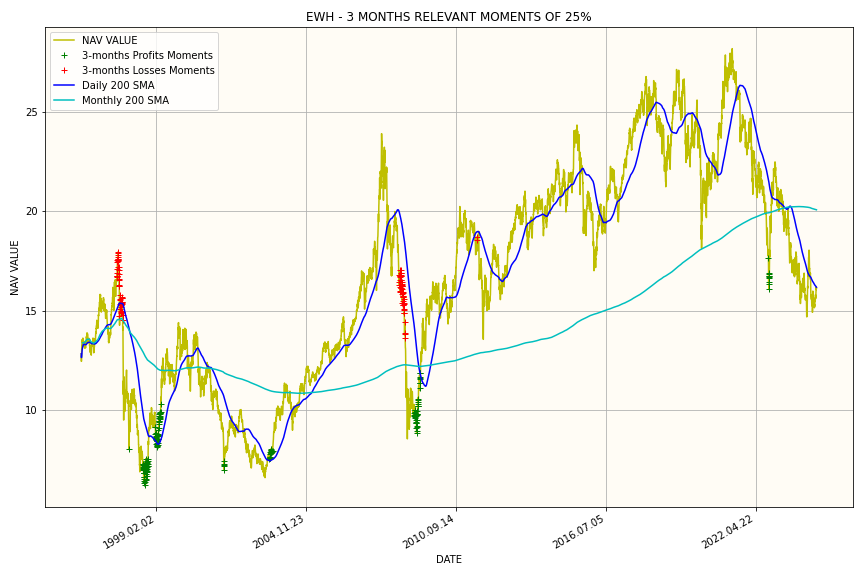 EWH - 3 MONTHS RELEVANT MOMENTS OF 25%
NAV VALUE
3-months Profits Moments
3-months Losses Moments
Daily 200 SMA
Monthly 200 SMA
25
20
15
10
NAV VALUE
1999.02.02
2004.11.23
2010.09.14
2016.07.05
2022.04.22
DATE